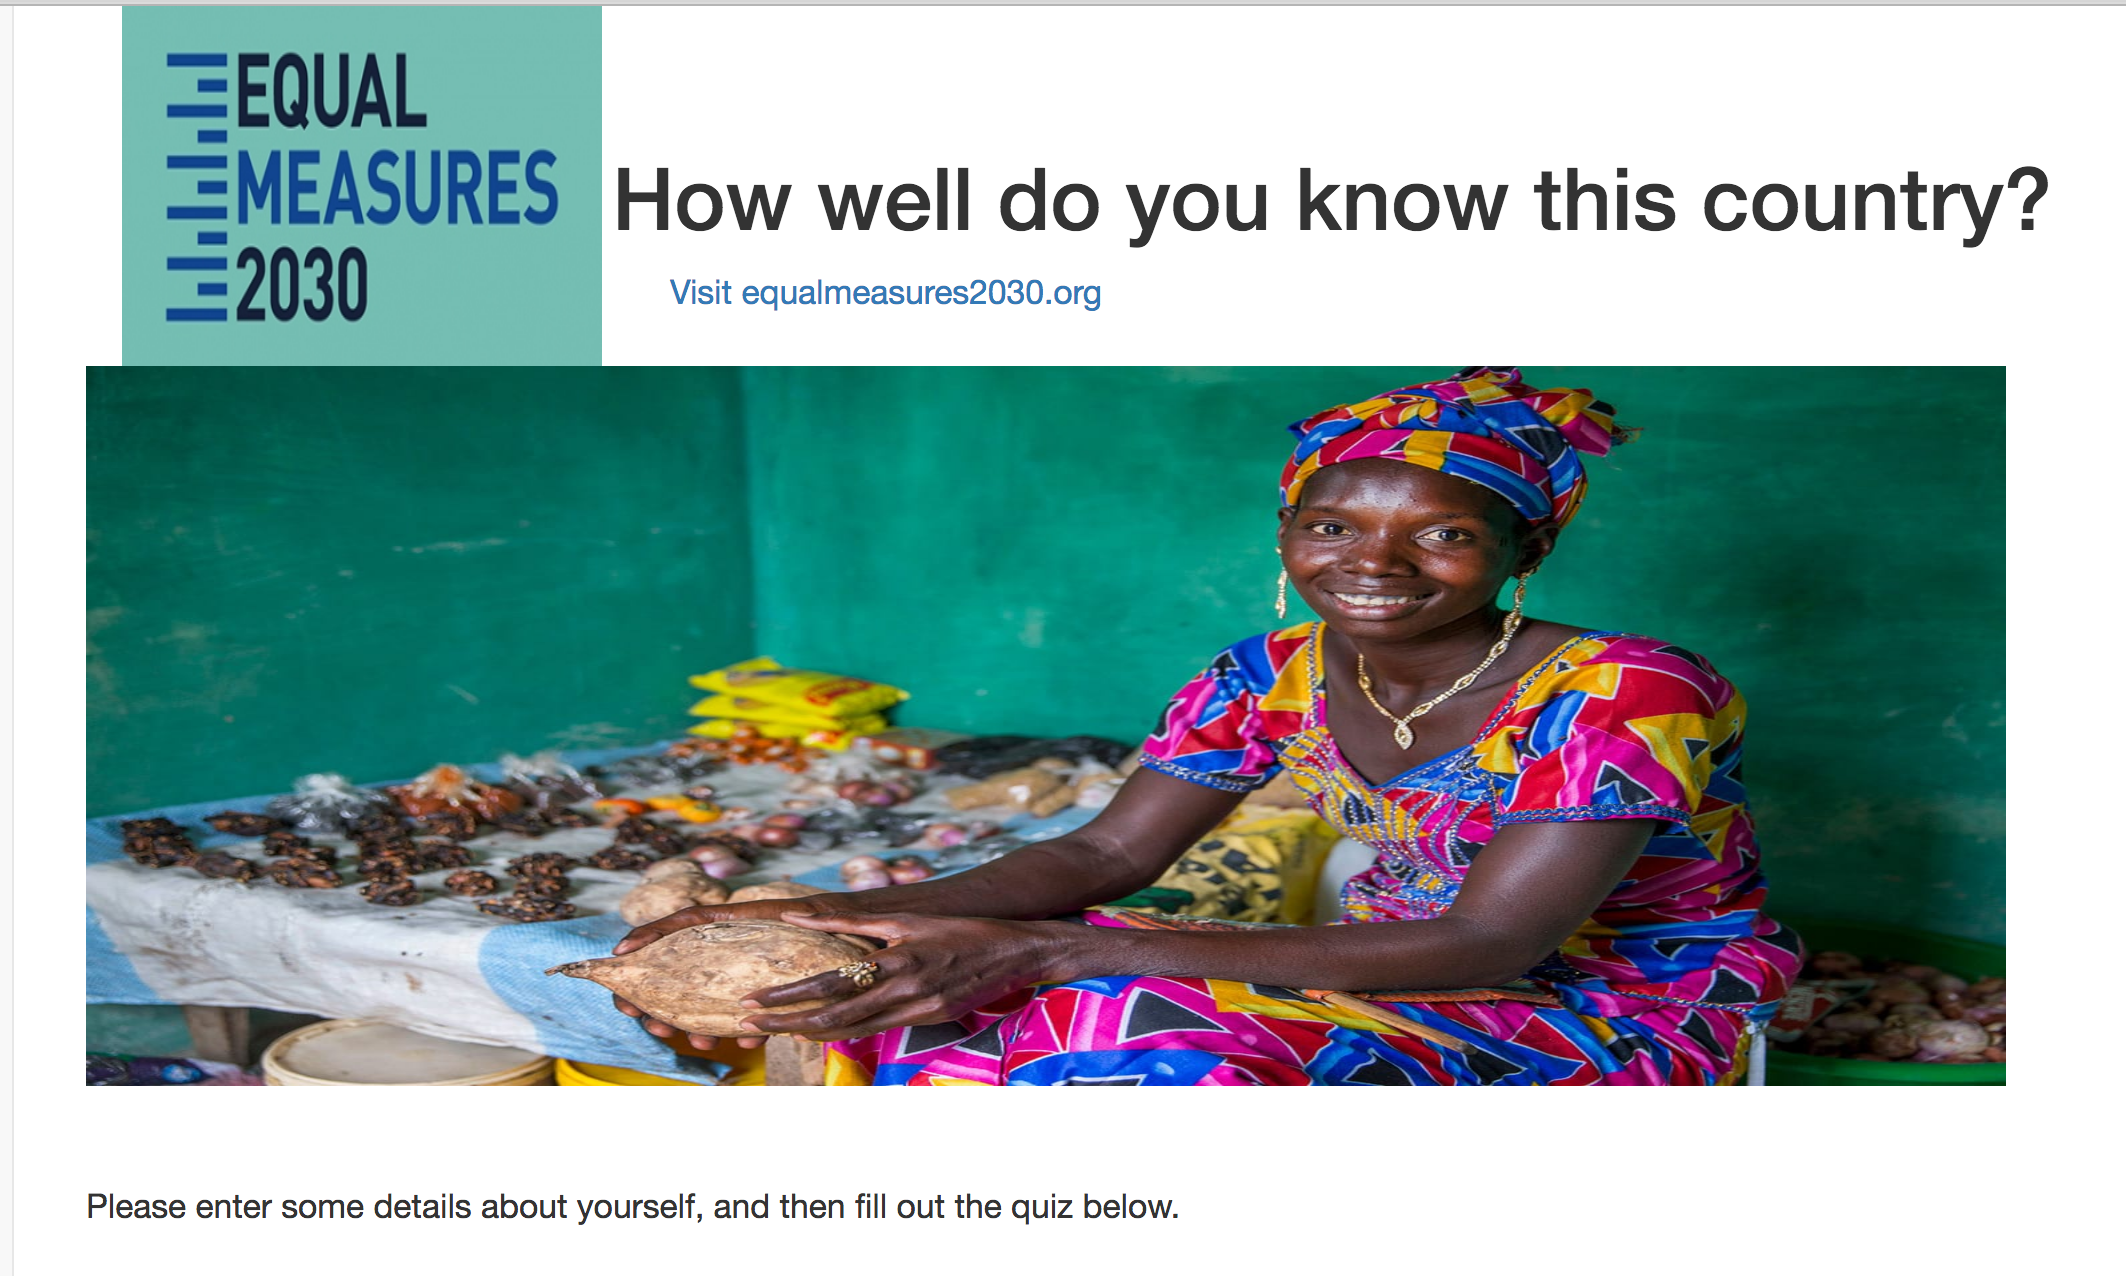 EQUAL
MEASURES
2030
How well do you know this country?
Visit equalmeasures2030.org
Please enter some details about yourself, and then fill out the quiz below.